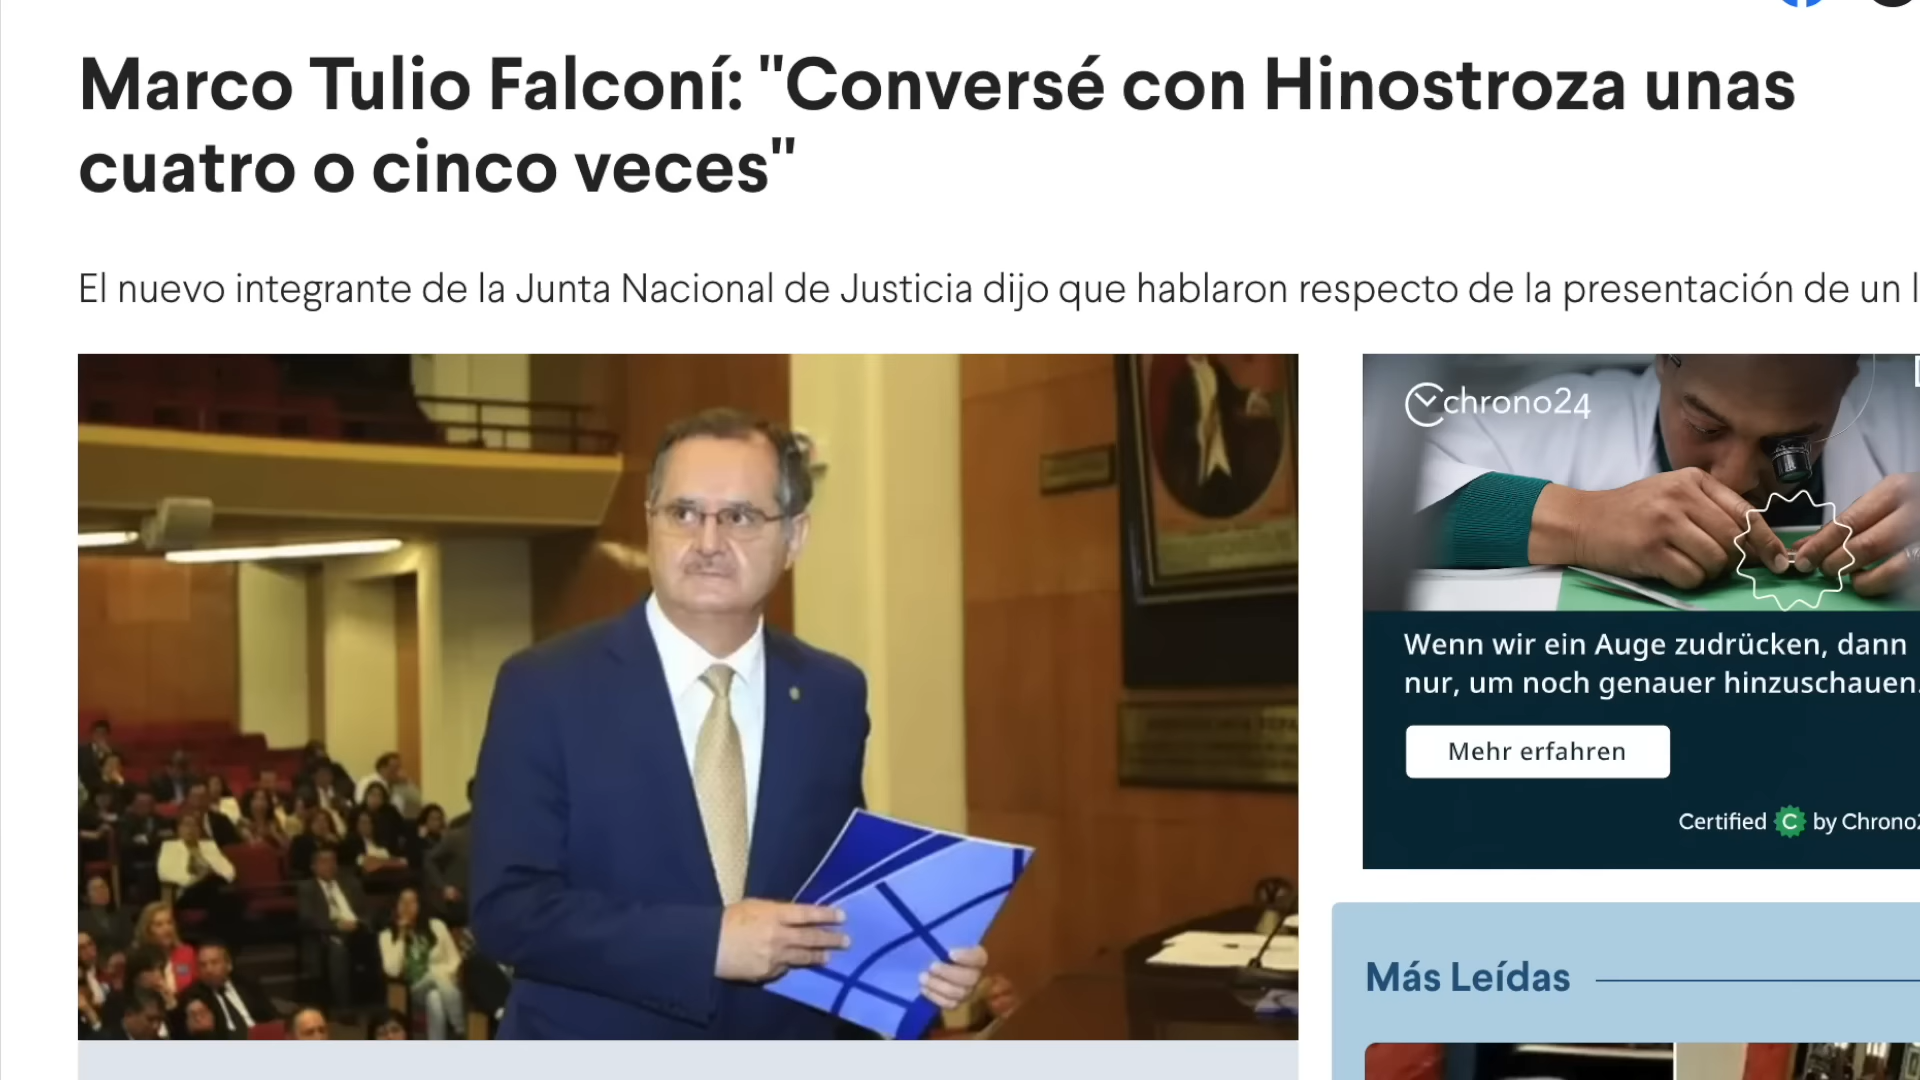 Marco Tulio Falconí: "Conversé con Hinostroza unas
cuatro o cinco veces"
El nuevo integrante de la Junta Nacional de Justicia dijo que hablaron respecto de la presentación de un
chrono24
Wenn wir ein Auge zudrücken, dann
nur, um noch genauer hinzuschauen.
Mehr erfahren
Certified C by Chrono2
Más Leídas